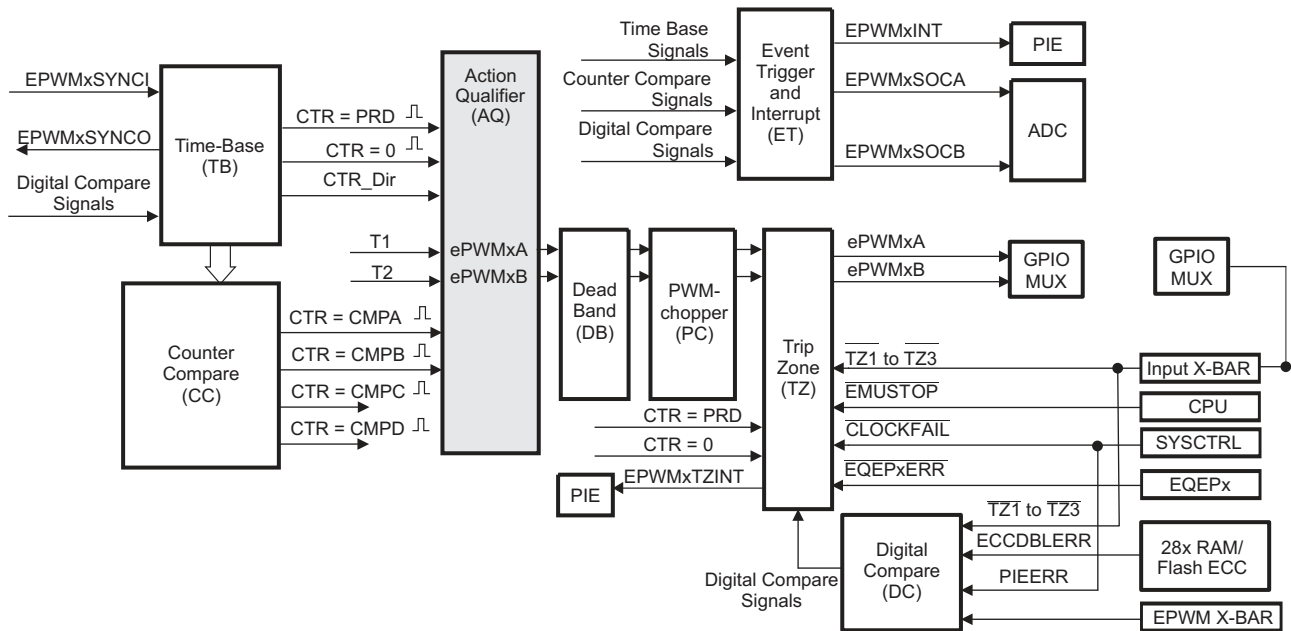 EPWMxSYNCI
EPWMxSYNCO
Digital Compare
Signals
Time-Base
(TB)
CTR = PRD
CTR = 0
CTR_Dir
T1
T2
Action
Qualifier
(AQ)
ePWMxA
ePWMxB
Counter
Compare
(CC)
CTR = CMPA
CTR = CMPB
CTR = CMPC
CTR = CMPD
Time Base
Signals
Counter Compare
Signals
Digital Compare
Signals
Event
Trigger
and
Interrupt
(ET)
EPWMxINT
EPWMxSOCA
EPWMxSOCB
PIE
ADC
Dead
Band
(DB)
PWM-
chopper
(PC)
Trip
Zone
(TZ)
ePWMxA
ePWMxB
GPIO
MUX
GPIO
MUX
TZ1 to TZ3
EMUSTOP
CLOCKFAIL
EQEPxERR
Input X-BAR
CPU
SYSCTRL
EQEPx
CTR = PRD
CTR = 0
EPWMxTZINT
PIE
Digital Compare
Signals
Digital
Compare
(DC)
TZ1 to TZ3
ECCDBLERR
PIEERR
28x RAM/
Flash ECC
EPWM X-BAR